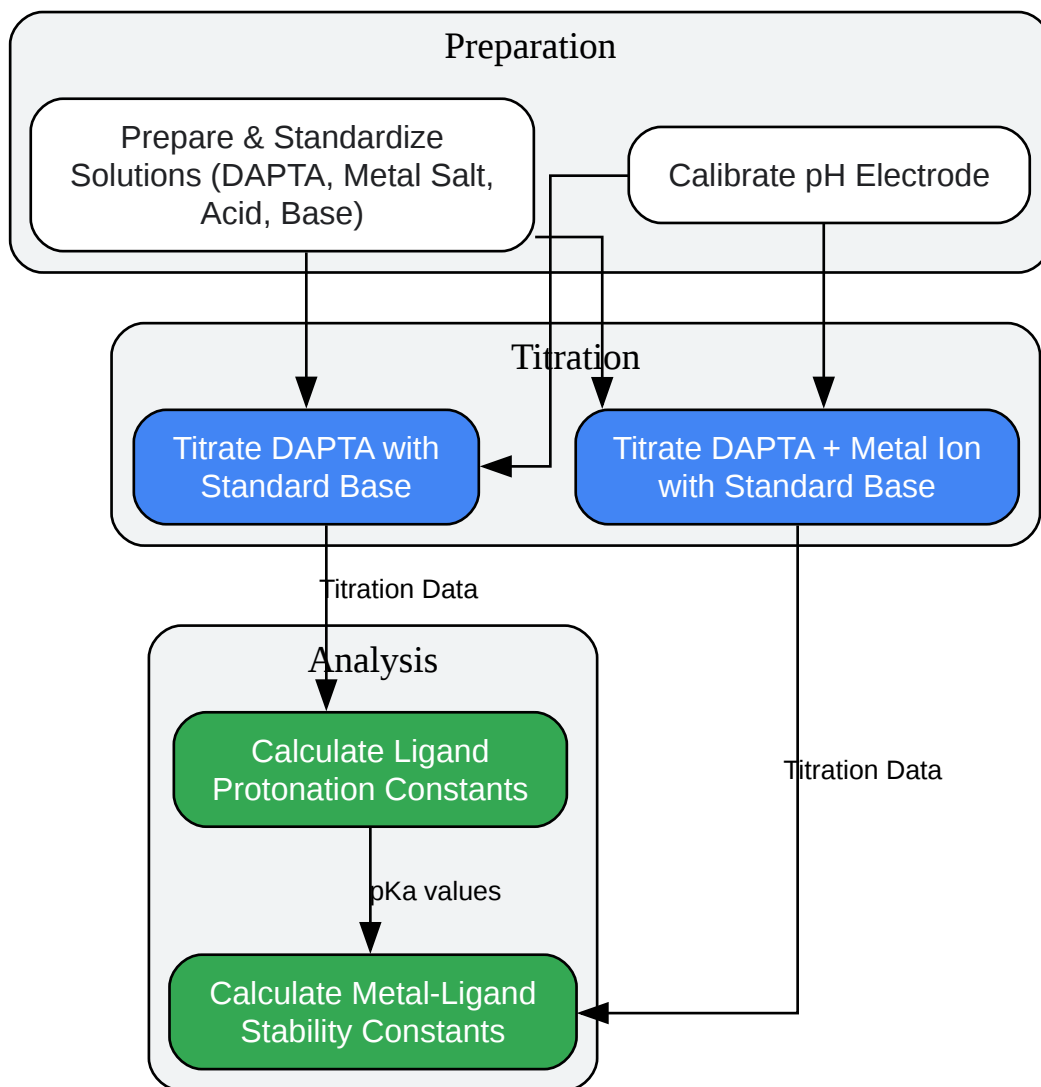 Preparation
Prepare & Standardize
Solutions (DAPTA, Metal Salt,
Acid, Base)
Calibrate pH Electrode
Titration
Titrate DAPTA with
Standard Base
Titrate DAPTA + Metal Ion
with Standard Base
Titration Data
Analysis
Calculate Ligand
Protonation Constants
Titration Data
pKa values
Calculate Metal-Ligand
Stability Constants